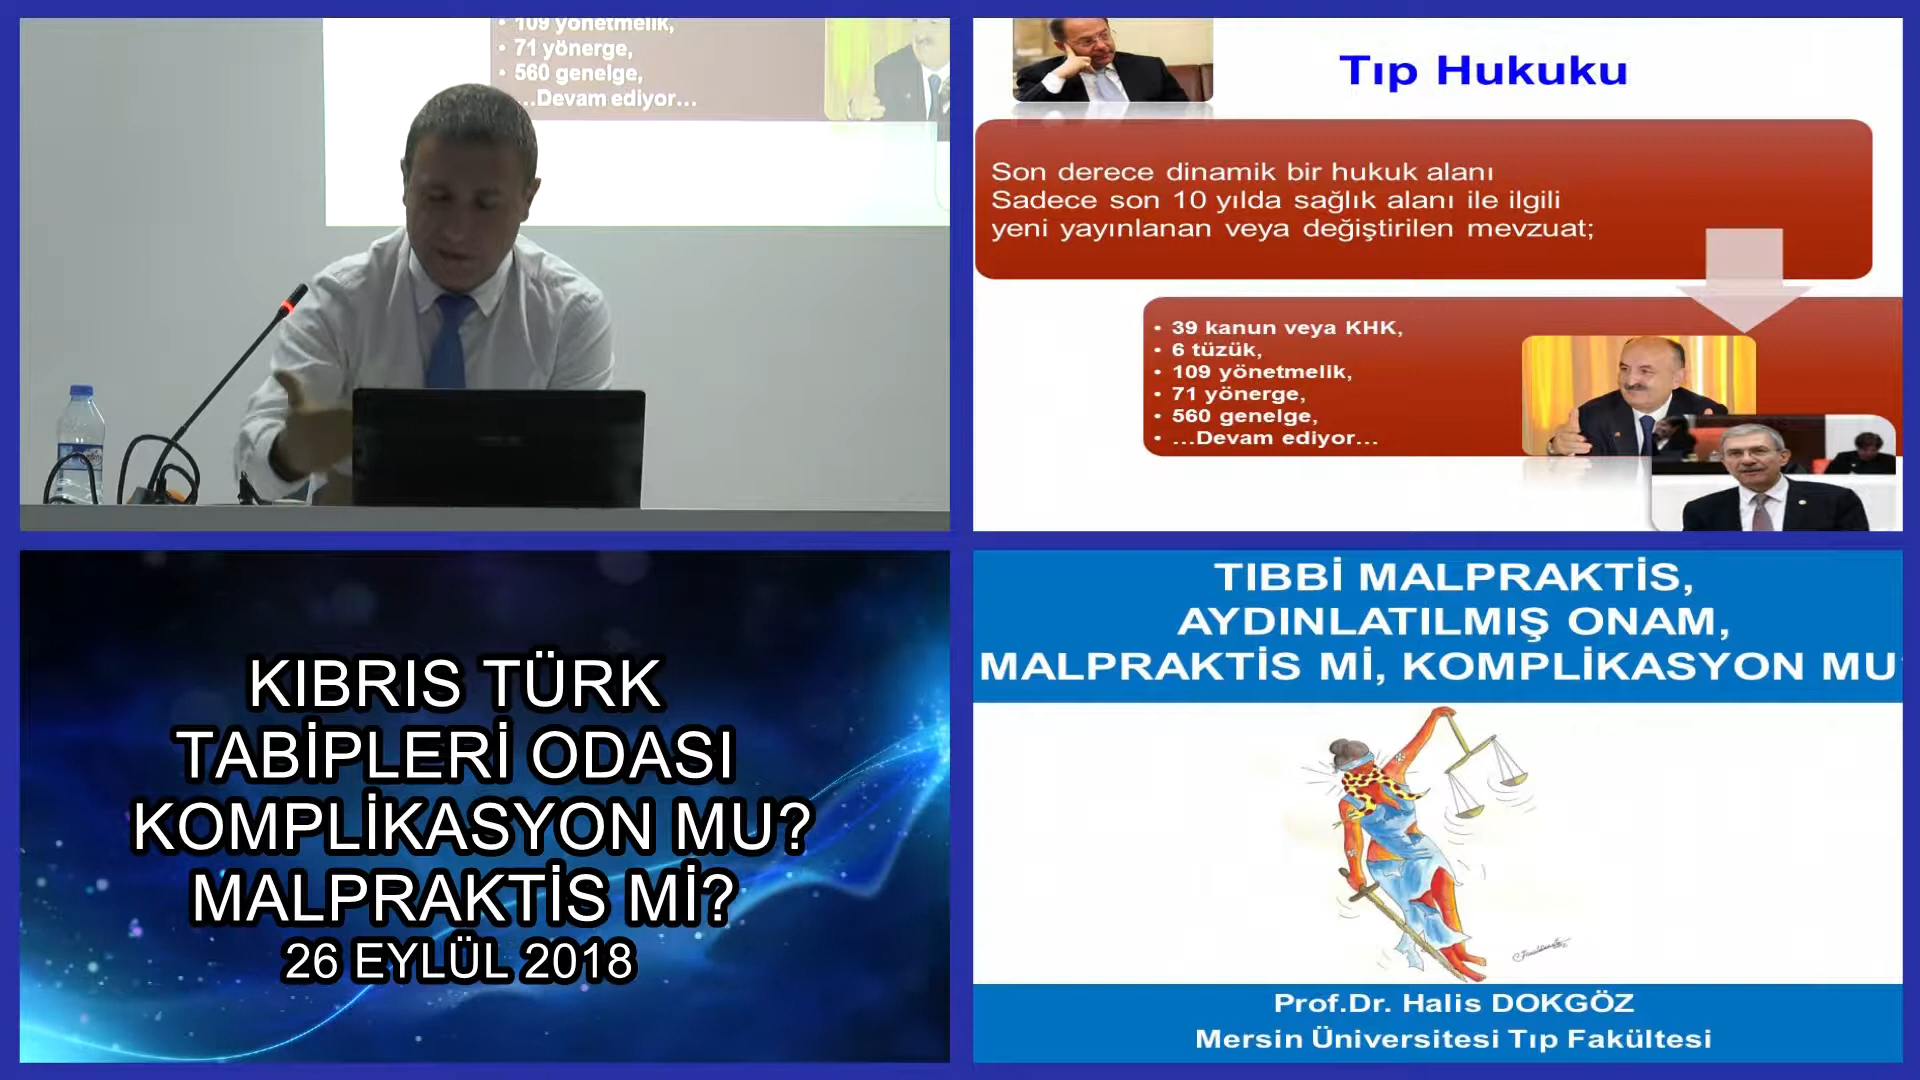 109 yönetmelik,
71 yönerge,
560 genelge,
...Devam ediyor...
Tıp Hukuku
Son derece dinamik bir hukuk alanı
Sadece son 10 yılda sağlık alanı ile ilgili
yeni yayınlanan veya değiştirilen mevzuat;
• 39 kanun veya KHK,
• 6 tüzük,
• 109 yönetmelik,
• 71 yönerge,
• 560 genelge,
• ...Devam ediyor...
KIBRIS TÜRK
TABİPLERİ ODASI
KOMPLİKASYON MU?
MALPRAKTİS Mİ?
26 EYLÜL 2018
TIBBİ MALPRAKTİS,
AYDINLATILMIŞ ONAM,
MALPRAKTİS Mİ, KOMPLİKASYON MU
Prof.Dr. Halis DOKGÖZ
Mersin Üniversitesi Tıp Fakültesi